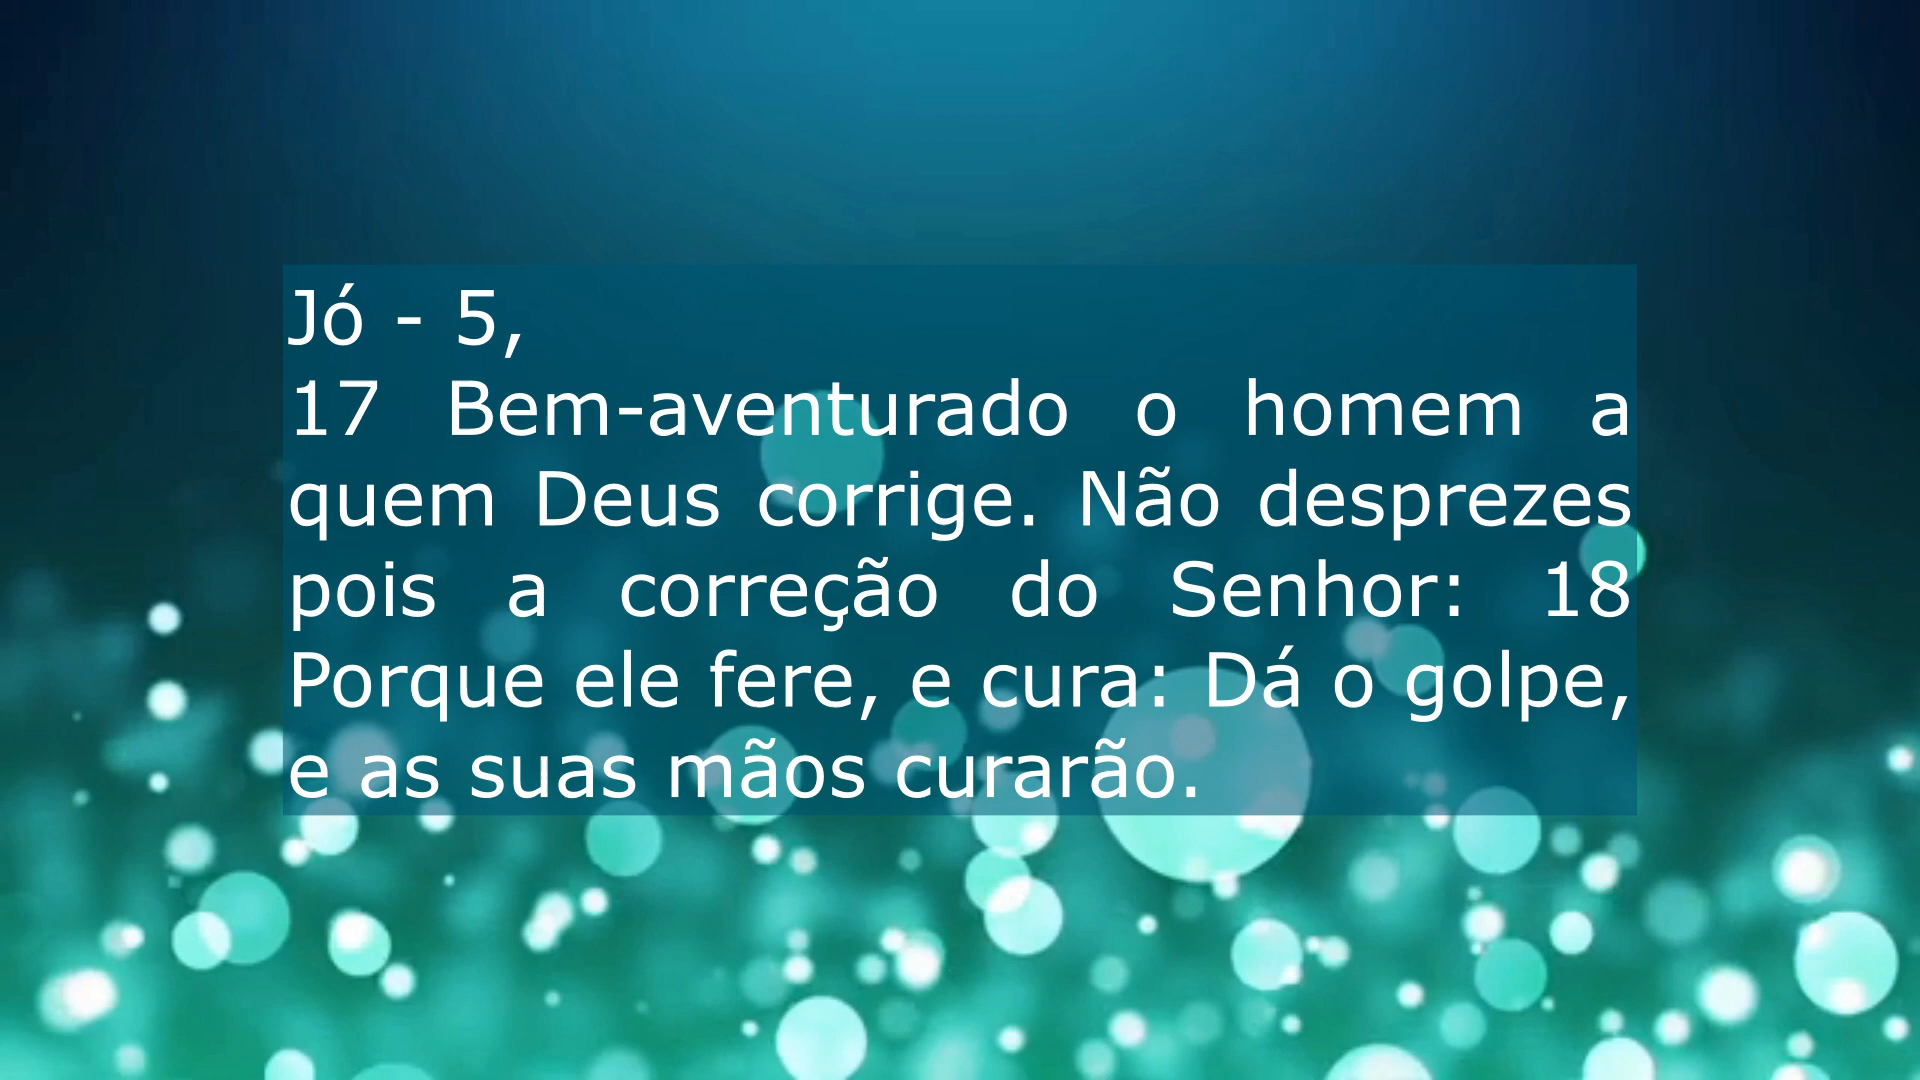 Jó - 5,
17 Bem-aventurado o homem a
quem Deus corrige. Não desprezes
pois a correção do Senhor: 18
Porque ele fere, e cura: Dá o golpe,
e as suas mãos curarão.